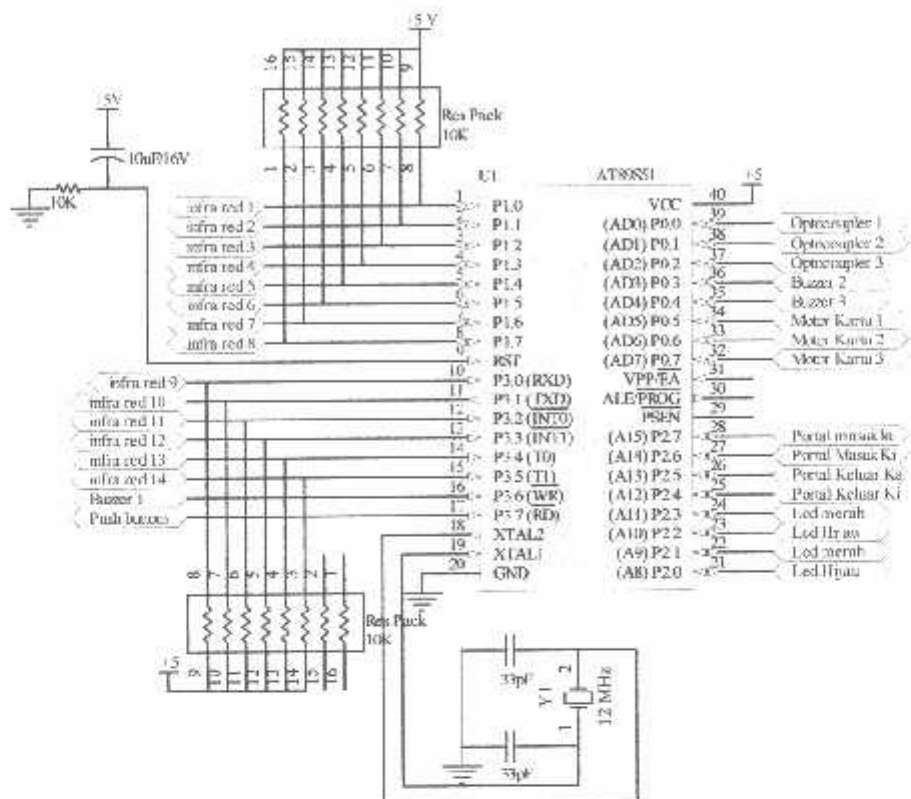 +5 V
16 15 14 13 12 11 10 9
Res Pack
10K
1 2 3 4 5 6 7 8
+5V
10uF/16V
10K
U1
AT89S51
infra red 1
infra red 2
infra red 3
infra red 4
infra red 5
infra red 6
infra red 7
infra red 8
infra red 9
infra red 10
infra red 11
infra red 12
infra red 13
infra red 14
Buzzer 1
Push button
1 P1.0
P1.1
P1.2
P1.3
P1.4
P1.5
P1.6
P1.7
RST
10 P3.0 (RXD)
11 P3.1 (TXD)
12 P3.2 (INT0)
13 P3.3 (INT1)
14 P3.4 (T0)
15 P3.5 (T1)
16 P3.6 (WR)
17 P3.7 (RD)
18 XTAL2
19 XTAL1
20 GND
+5
VCC 40
(AD0) P0.0 39
(AD1) P0.1 38
(AD2) P0.2 37
(AD3) P0.3 36
(AD4) P0.4 35
(AD5) P0.5 34
(AD6) P0.6 33
(AD7) P0.7 32
VPP/EA 31
ALE/PROG 30
PSEN 29
(A15) P2.7 28
(A14) P2.6 27
(A13) P2.5 26
(A12) P2.4 25
(A11) P2.3 24
(A10) P2.2 23
(A9) P2.1 22
(A8) P2.0 21
Optocoupler 1
Optocoupler 2
Optocoupler 3
Buzzer 2
Buzzer 3
Motor Kartu 1
Motor Kartu 2
Motor Kartu 3
Portal masuk
Portal Masuk Ki
Portal Keluar Ka
Portal Keluar Ki
Led merah
Led Hijau
Led merah
Led Hijau
8 7 6 5 4 3 2 1
Res Pack
10K
+5
9 10 11 12 13 14 15 16
33pF
33pF
Y1
2
1
12 MHz